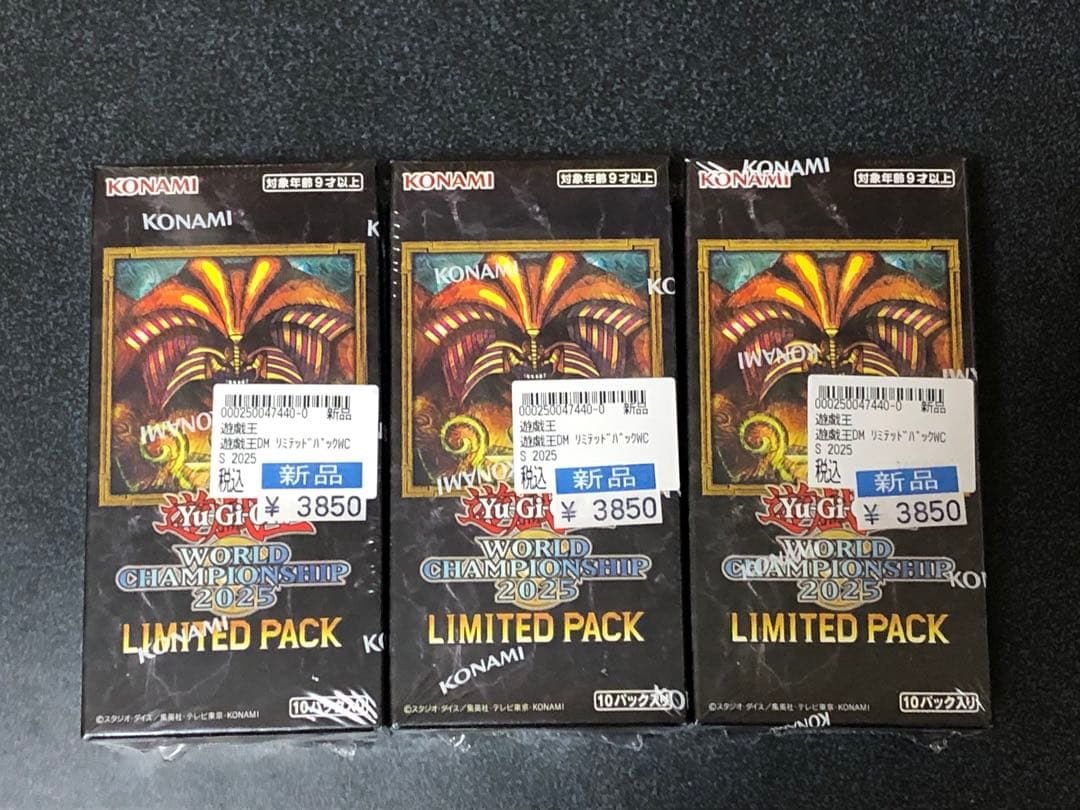 KONAMI
対象年齢9才以上
KONAMI
KONAMI
000250047440-0 新品
遊戯王
遊戯王DM ﾘﾐﾃｯﾄﾞﾊﾟｯｸWC
S 2025
税込
新品
¥ 3850
Yu-Gi-O
WORLD
CHAMPIONSHIP
2025
LIMITED PACK
KONAMI
10パック入り
©スタジオ・ダイス／集英社・テレビ東京・KONAMI
KONAMI
対象年齢9才以上
KONAMI
KO
000250047440-0 新品
遊戯王
遊戯王DM ﾘﾐﾃｯﾄﾞﾊﾟｯｸWC
S 2025
税込
新品
¥ 3850
Yu-Gi-O
WORLD
CHAMPIONSHIP
2025
LIMITED PACK
KONAMI
10パック入り
©スタジオ・ダイス／集英社・テレビ東京・KONAMI
KONAMI
KONAMI
対象年齢9才以上
KONAMI
000250047440-0 新品
遊戯王
遊戯王DM ﾘﾐﾃｯﾄﾞﾊﾟｯｸWC
S 2025
税込
新品
¥ 3850
Yu-Gi-O
WORLD
CHAMPIONSHIP
2025
LIMITED PACK
10パック入り
©スタジオ・ダイス／集英社・テレビ東京・KONAMI